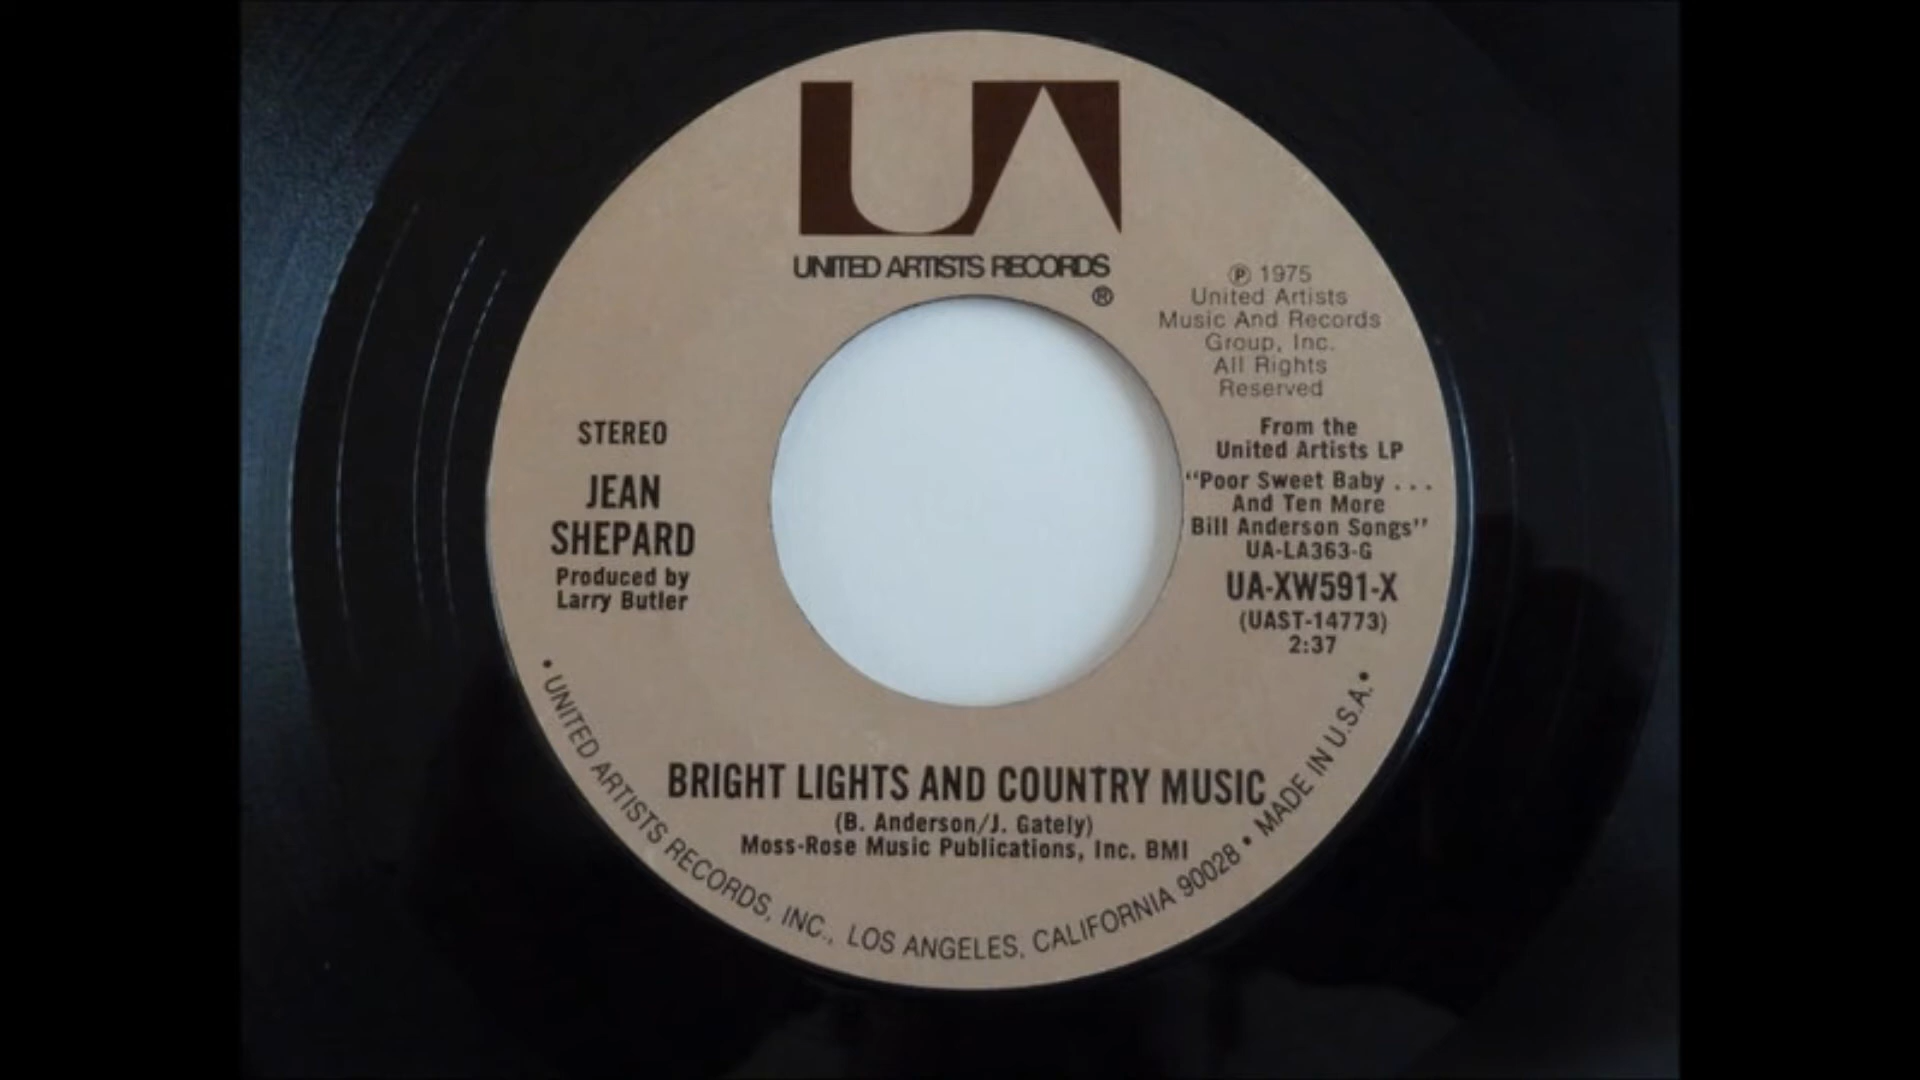 UA
UNITED ARTISTS RECORDS
®
℗ 1975
United Artists
Music And Records
Group, Inc.
All Rights
Reserved
STEREO
JEAN
SHEPARD
Produced by
Larry Butler
From the
United Artists LP
"Poor Sweet Baby . . .
And Ten More
Bill Anderson Songs"
UA-LA363-G
UA-XW591-X
(UAST-14773)
2:37
BRIGHT LIGHTS AND COUNTRY MUSIC
(B. Anderson/J. Gately)
Moss-Rose Music Publications, Inc. BMI
• UNITED ARTISTS RECORDS, INC., LOS ANGELES, CALIFORNIA 90028 • MADE IN U.S.A. •